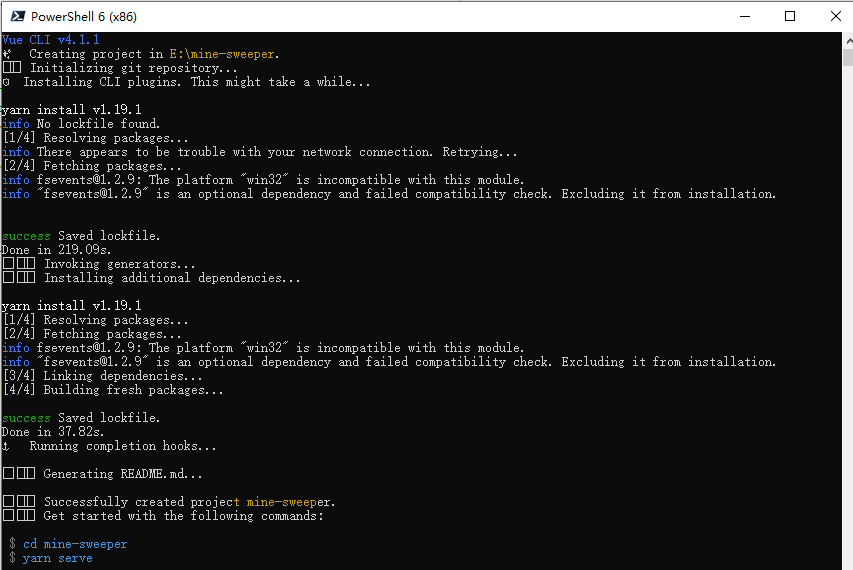 PowerShell 6 (x86)
Vue CLI v4.1.1
Creating project in E:\mine-sweeper.
Initializing git repository...
Installing CLI plugins. This might take a while...
yarn install v1.19.1
info No lockfile found.
[1/4] Resolving packages...
info There appears to be trouble with your network connection. Retrying...
[2/4] Fetching packages...
info fsevents@1.2.9: The platform "win32" is incompatible with this module.
info "fsevents@1.2.9" is an optional dependency and failed compatibility check. Excluding it from installation.
success Saved lockfile.
Done in 219.09s.
Invoking generators...
Installing additional dependencies...
yarn install v1.19.1
[1/4] Resolving packages...
[2/4] Fetching packages...
info fsevents@1.2.9: The platform "win32" is incompatible with this module.
info "fsevents@1.2.9" is an optional dependency and failed compatibility check. Excluding it from installation.
[3/4] Linking dependencies...
[4/4] Building fresh packages...
success Saved lockfile.
Done in 37.82s.
Running completion hooks...
Generating README.md...
Successfully created project mine-sweeper.
Get started with the following commands:
$ cd mine-sweeper
$ yarn serve